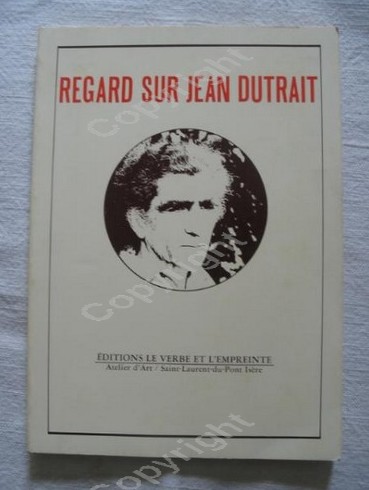 REGARD SUR JEAN DUTRAIT
ÉDITIONS LE VERBE ET L'EMPREINTE
Atelier d'Art / Saint-Laurent-du-Pont Isère
Copyright
Copyright
Copyright
Copyright
Copyright